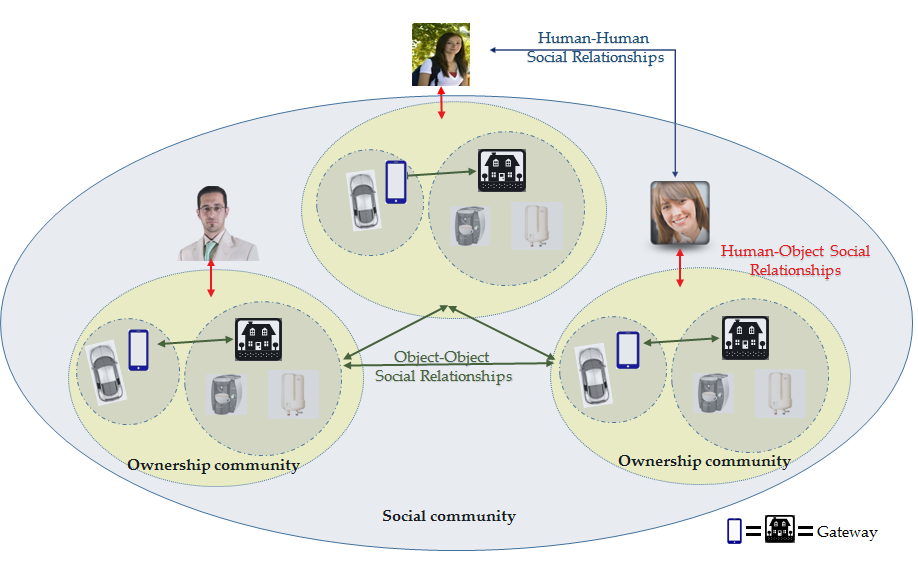 Human-Human
Social Relationships
Human-Object Social
Relationships
Object-Object
Social Relationships
Ownership community
Ownership community
Social community
= = Gateway